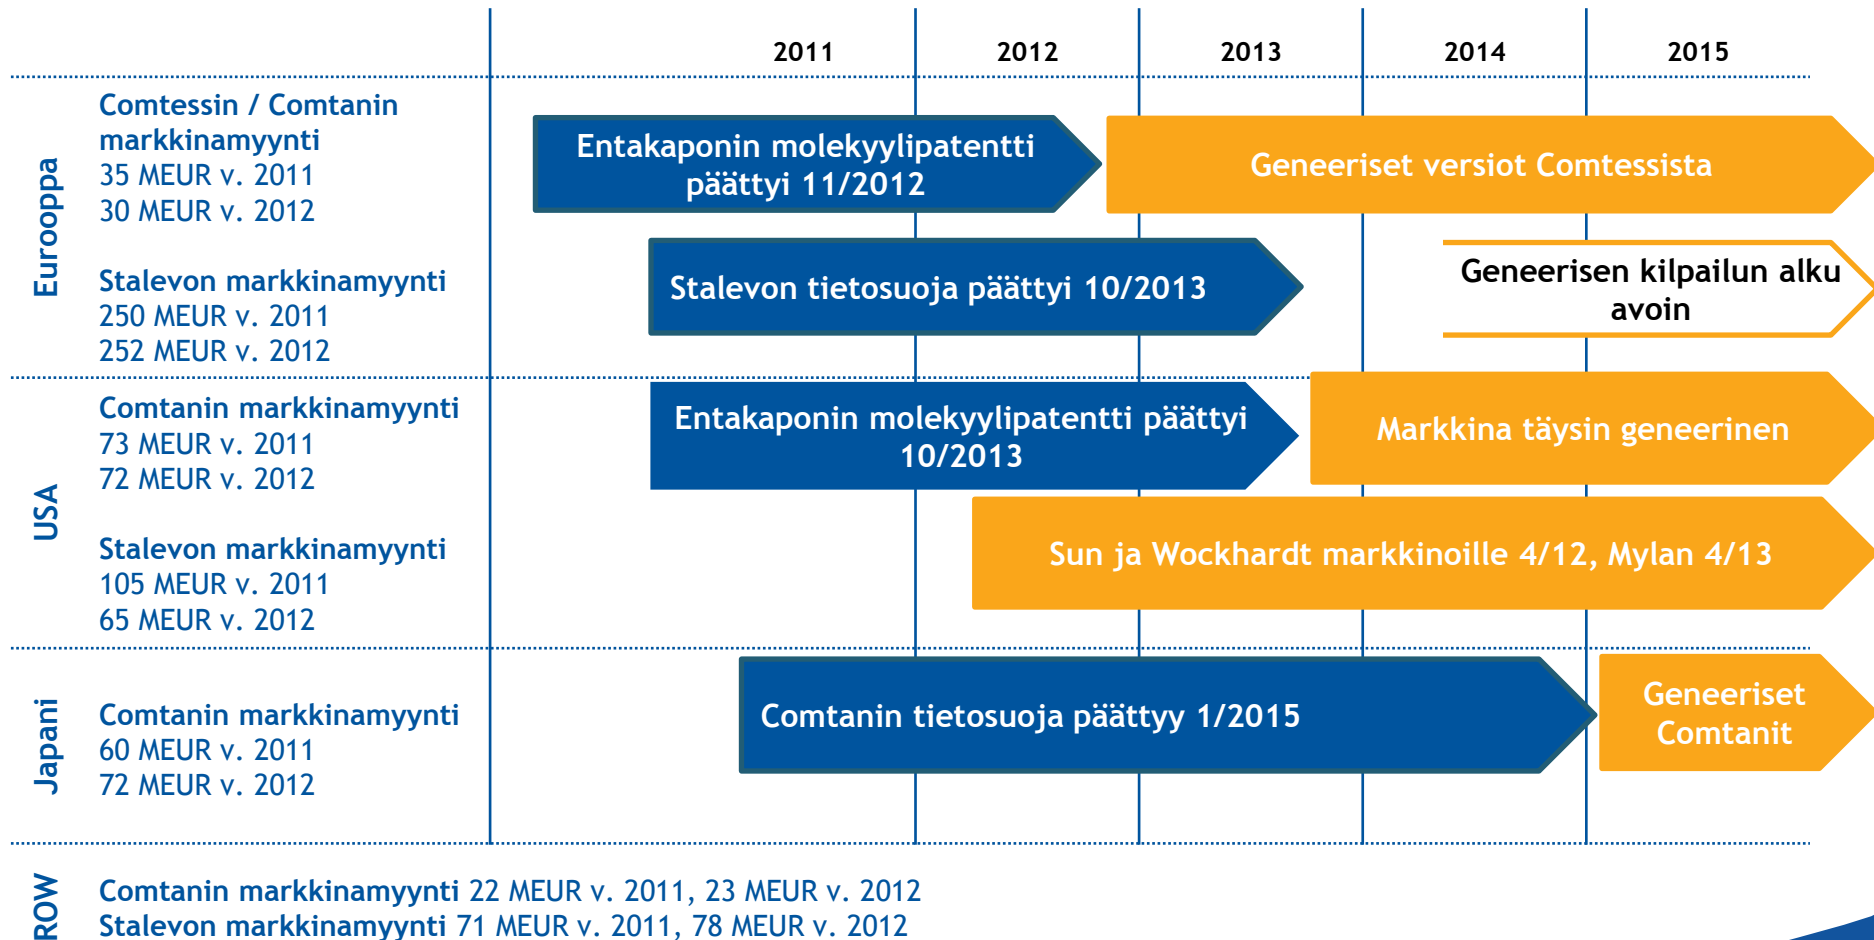 2011 2012 2013 2014 2015
Eurooppa
Comtessin / Comtanin
markkinamyynti
35 MEUR v. 2011
30 MEUR v. 2012
Entakaponin molekyylipatentti
päättyi 11/2012
Geneeriset versiot Comtessista
Stalevon markkinamyynti
250 MEUR v. 2011
252 MEUR v. 2012
Stalevon tietosuoja päättyi 10/2013
Geneerisen kilpailun alku
avoin
USA
Comtanin markkinamyynti
73 MEUR v. 2011
72 MEUR v. 2012
Entakaponin molekyylipatentti päättyi
10/2013
Markkina täysin geneerinen
Stalevon markkinamyynti
105 MEUR v. 2011
65 MEUR v. 2012
Sun ja Wockhardt markkinoille 4/12, Mylan 4/13
Japani
Comtanin markkinamyynti
60 MEUR v. 2011
72 MEUR v. 2012
Comtanin tietosuoja päättyy 1/2015
Geneeriset
Comtanit
ROW
Comtanin markkinamyynti 22 MEUR v. 2011, 23 MEUR v. 2012
Stalevon markkinamyynti 71 MEUR v. 2011, 78 MEUR v. 2012